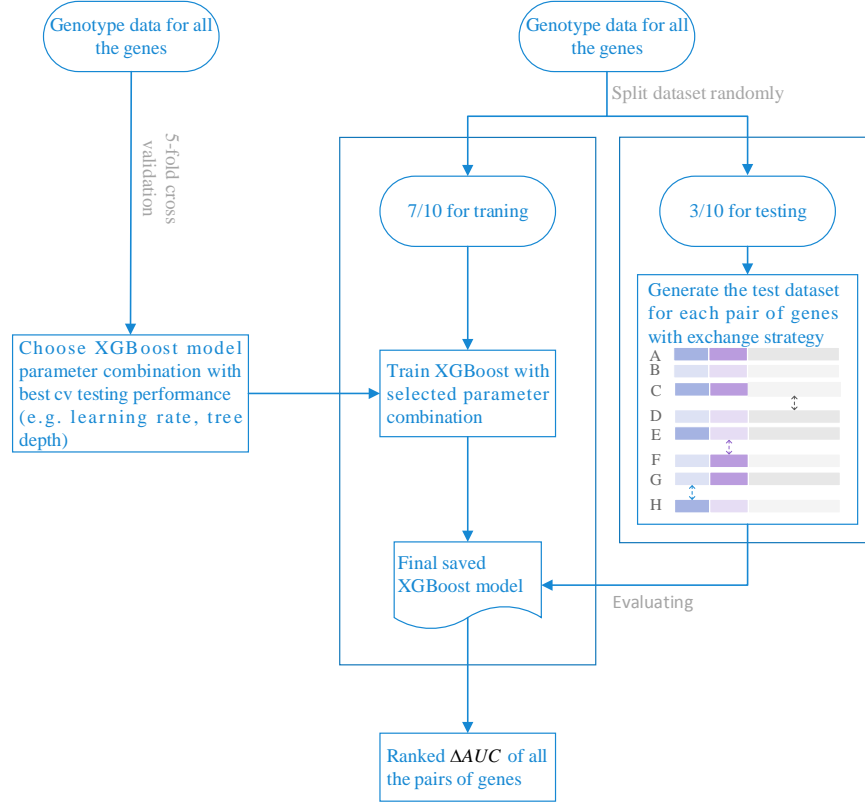 Genotype data for all
the genes
Genotype data for all
the genes
Split dataset randomly
5-fold cross
validation
7/10 for traning
3/10 for testing
Generate the test dataset
for each pair of genes
with exchange strategy
A
B
C
D
E
F
G
H
Choose XGBoost model
parameter combination with
best cv testing performance
(e.g. learning rate, tree
depth)
Train XGBoost with
selected parameter
combination
Final saved
XGBoost model
Evaluating
Ranked ΔAUC of all
the pairs of genes